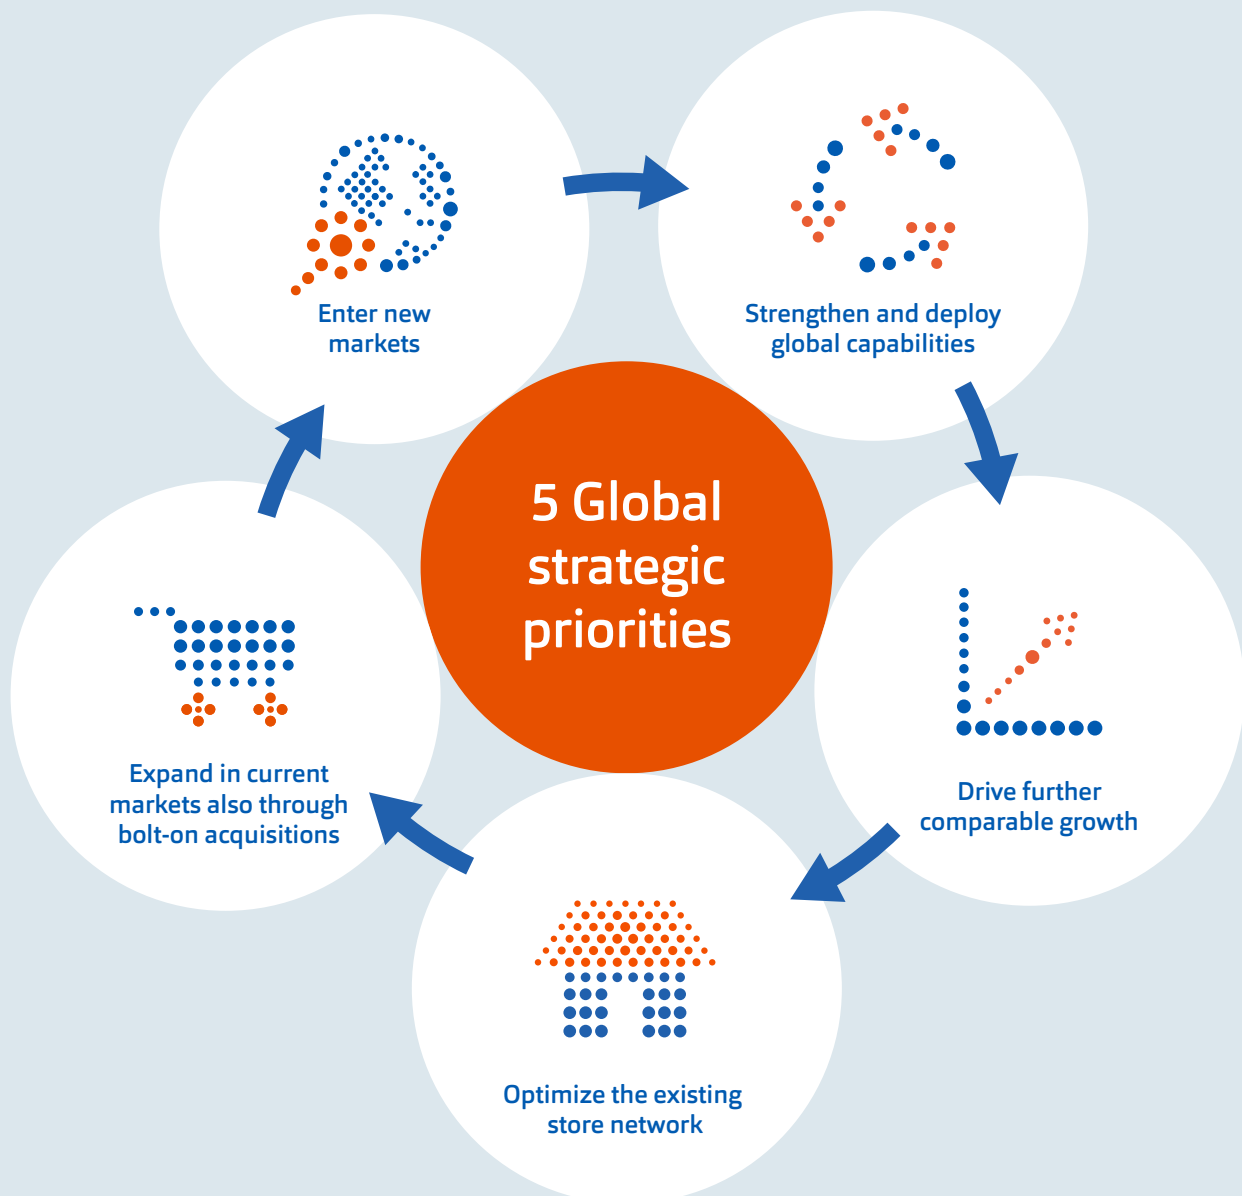 Enter new
markets
Strengthen and deploy
global capabilities
5 Global
strategic
priorities
Expand in current
markets also through
bolt-on acquisitions
Drive further
comparable growth
Optimize the existing
store network